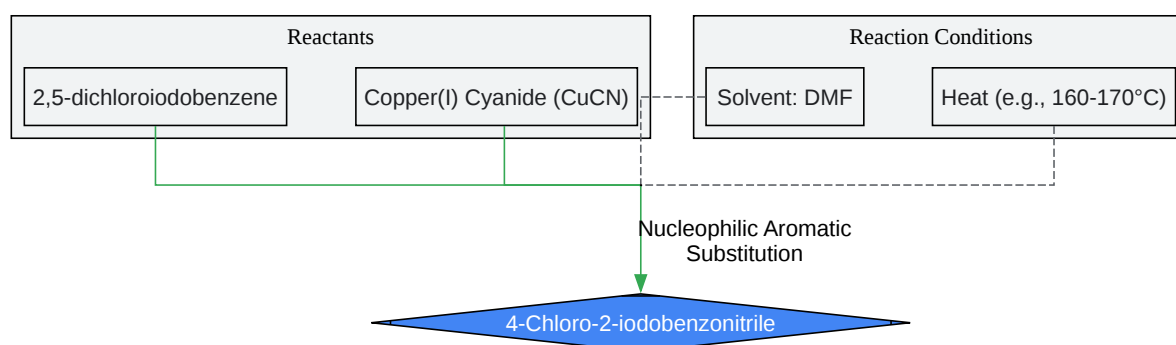 Reactants
Reaction Conditions
2,5-dichloroiodobenzene
Copper(I) Cyanide (CuCN)
Solvent: DMF
Heat (e.g., 160-170°C)
Nucleophilic Aromatic
Substitution
4-Chloro-2-iodobenzonitrile